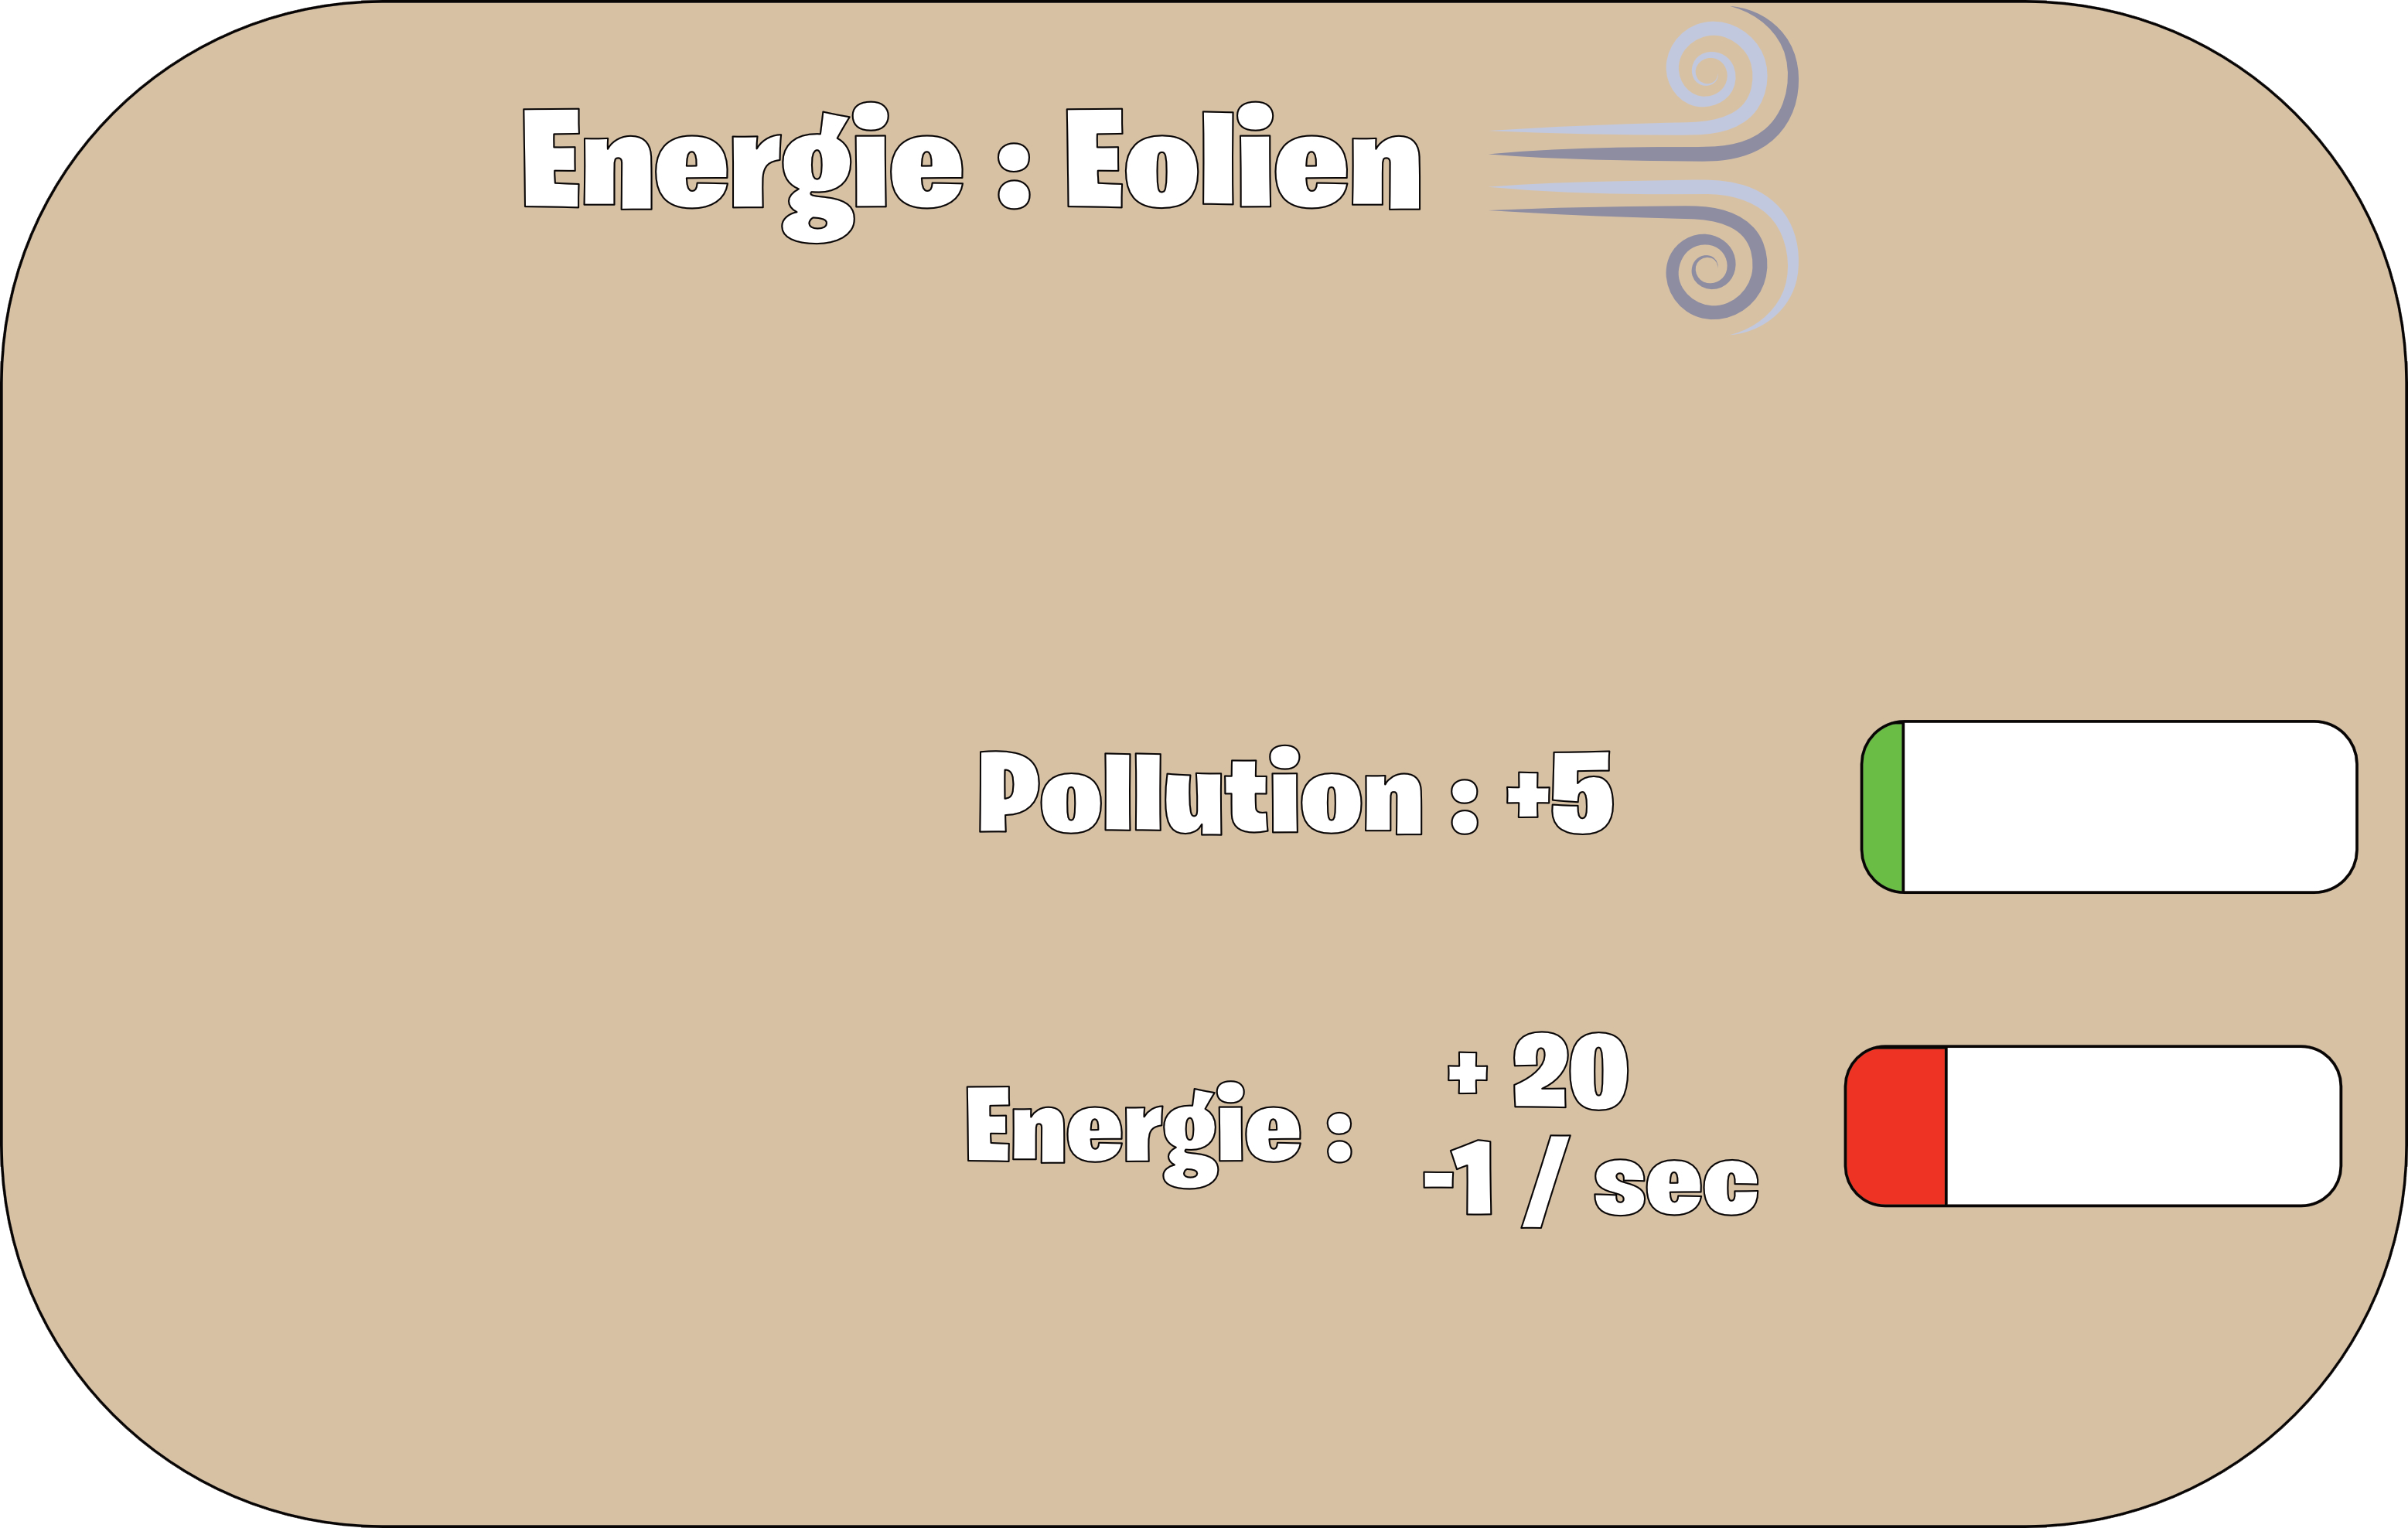 Energie : Eolien
Pollution : +5
+ 20
Energie :
-1 / sec